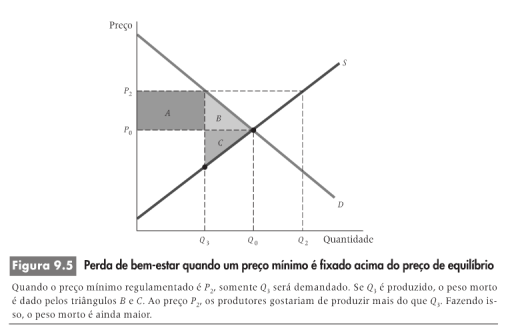 Preço
S
P₂
A
B
P₀
C
D
Q₃ Q₀ Q₂ Quantidade
Figura 9.5 Perda de bem-estar quando um preço mínimo é fixado acima do preço de equilíbrio
Quando o preço mínimo regulamentado é P₂, somente Q₃ será demandado. Se Q₃ é produzido, o peso morto
é dado pelos triângulos B e C. Ao preço P₂, os produtores gostariam de produzir mais do que Q₃. Fazendo is-
so, o peso morto é ainda maior.